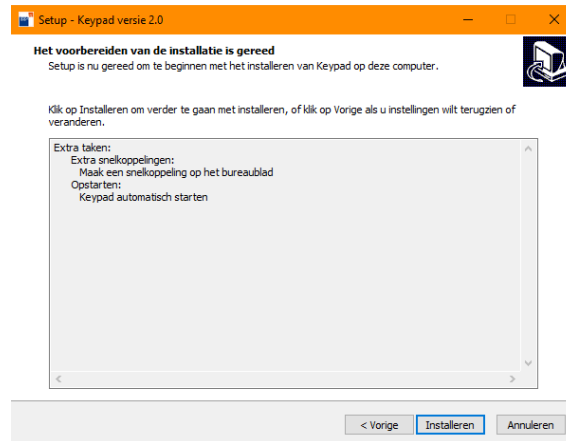 Setup - Keypad versie 2.0
Het voorbereiden van de installatie is gereed
Setup is nu gereed om te beginnen met het installeren van Keypad op deze computer.
Klik op Installeren om verder te gaan met installeren, of klik op Vorige als u instellingen wilt terugzien of
veranderen.
Extra taken:
Extra snelkoppelingen:
Maak een snelkoppeling op het bureaublad
Opstarten:
Keypad automatisch starten
< Vorige
Installeren
Annuleren